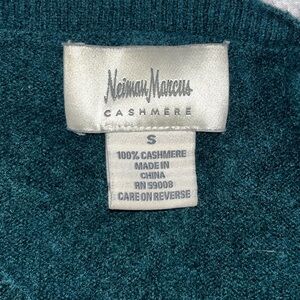 Neiman Marcus
CASHMERE
S
100% CASHMERE
MADE IN
CHINA
RN 59008
CARE ON REVERSE